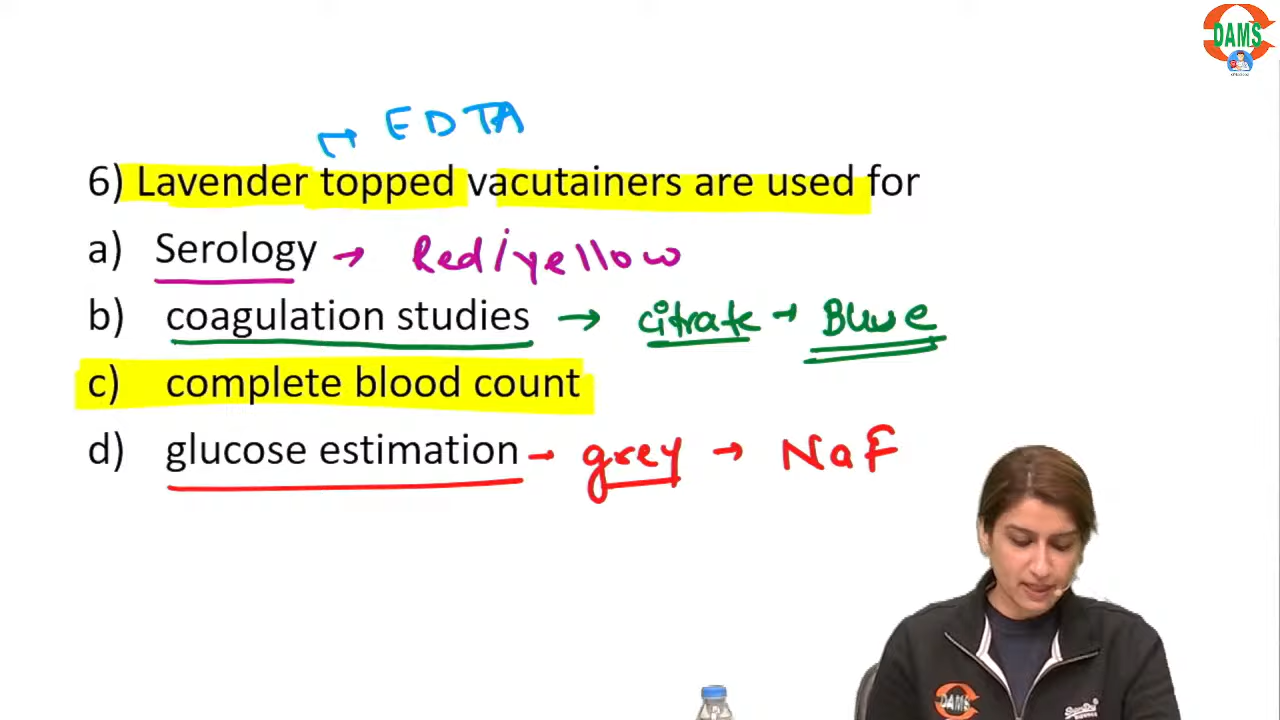 DAMS
→ EDTA
6) Lavender topped vacutainers are used for
a) Serology → Red/yellow
b) coagulation studies → citrate → Blue
c) complete blood count
d) glucose estimation → grey → NaF
DAMS